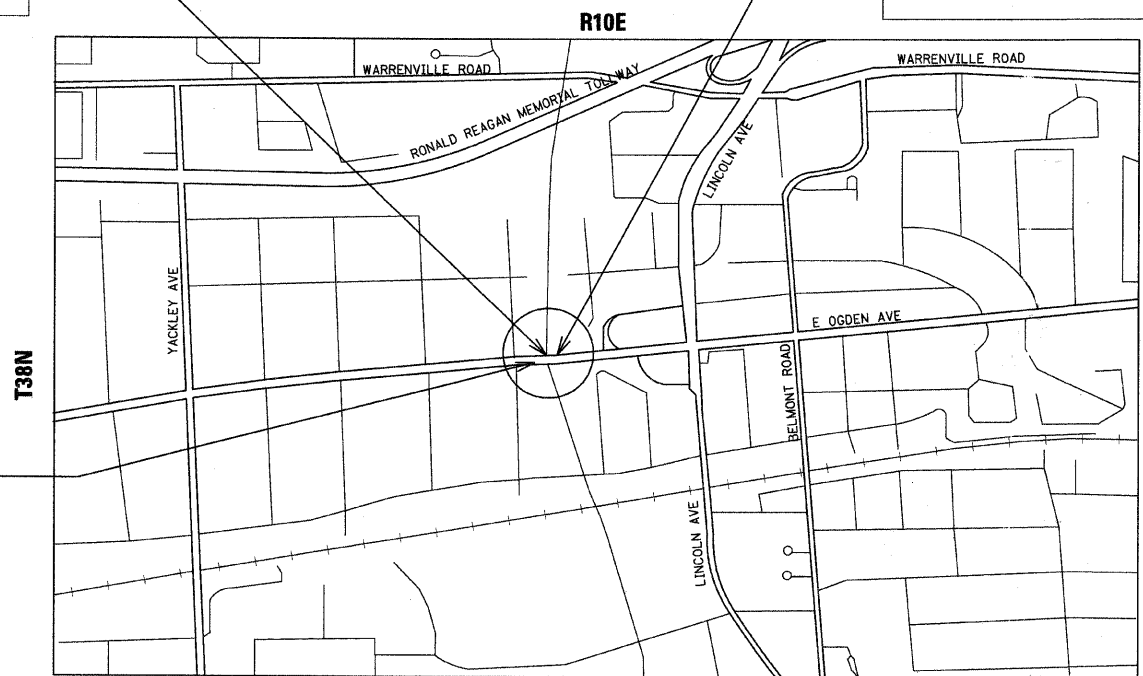 R10E
WARRENVILLE ROAD
WARRENVILLE ROAD
RONALD REAGAN MEMORIAL TOLLWAY
LINCOLN AVE
YACKLEY AVE
E OGDEN AVE
T38N
BELMONT ROAD
LINCOLN AVE